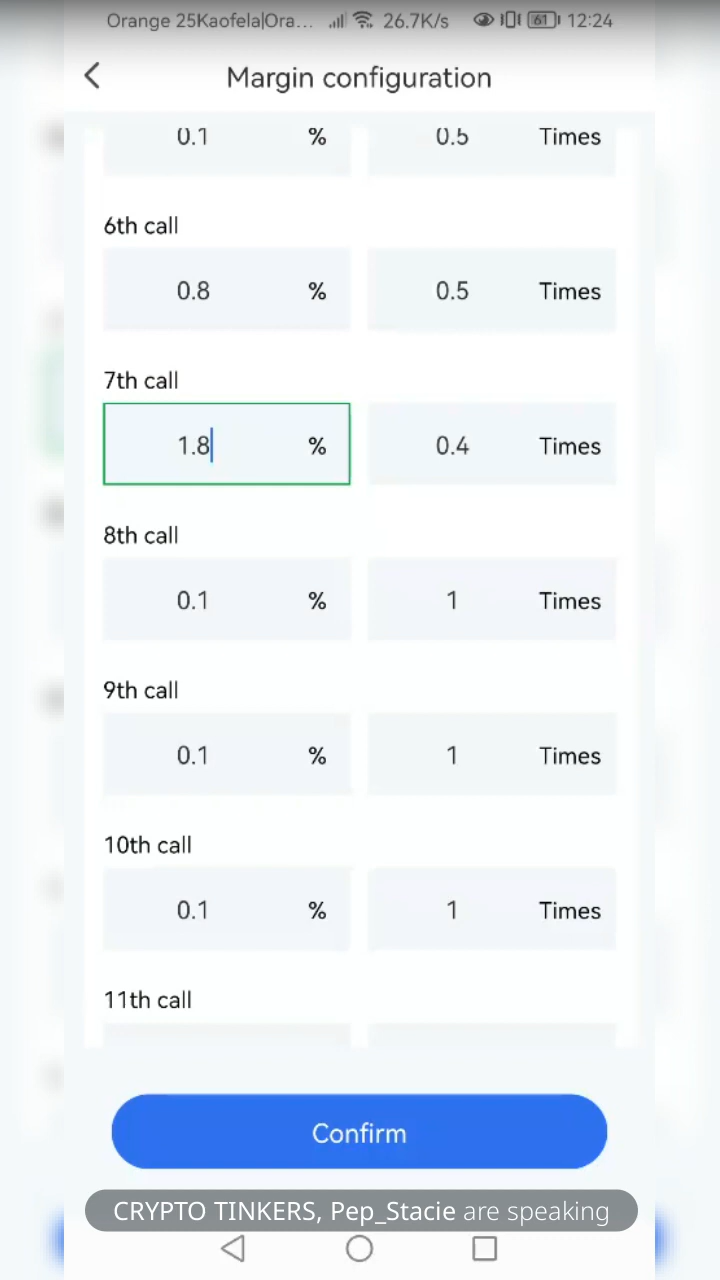 Orange 25Kaofela|Ora... 26.7K/s 61 12:24
Margin configuration
0.1 % 0.5 Times
6th call
0.8 % 0.5 Times
7th call
1.8 % 0.4 Times
8th call
0.1 % 1 Times
9th call
0.1 % 1 Times
10th call
0.1 % 1 Times
11th call
Confirm
CRYPTO TINKERS, Pep_Stacie are speaking